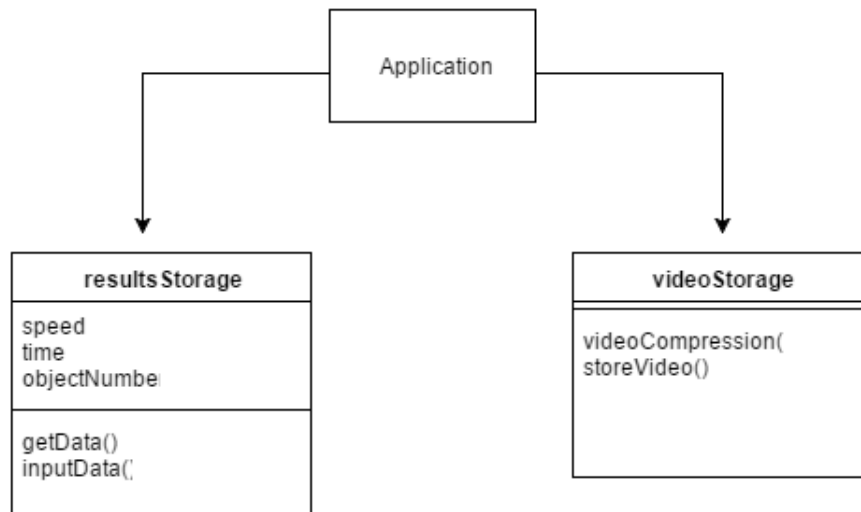 Application
resultsStorage
speed
time
objectNumber
getData()
inputData()
videoStorage
videoCompression(
storeVideo()